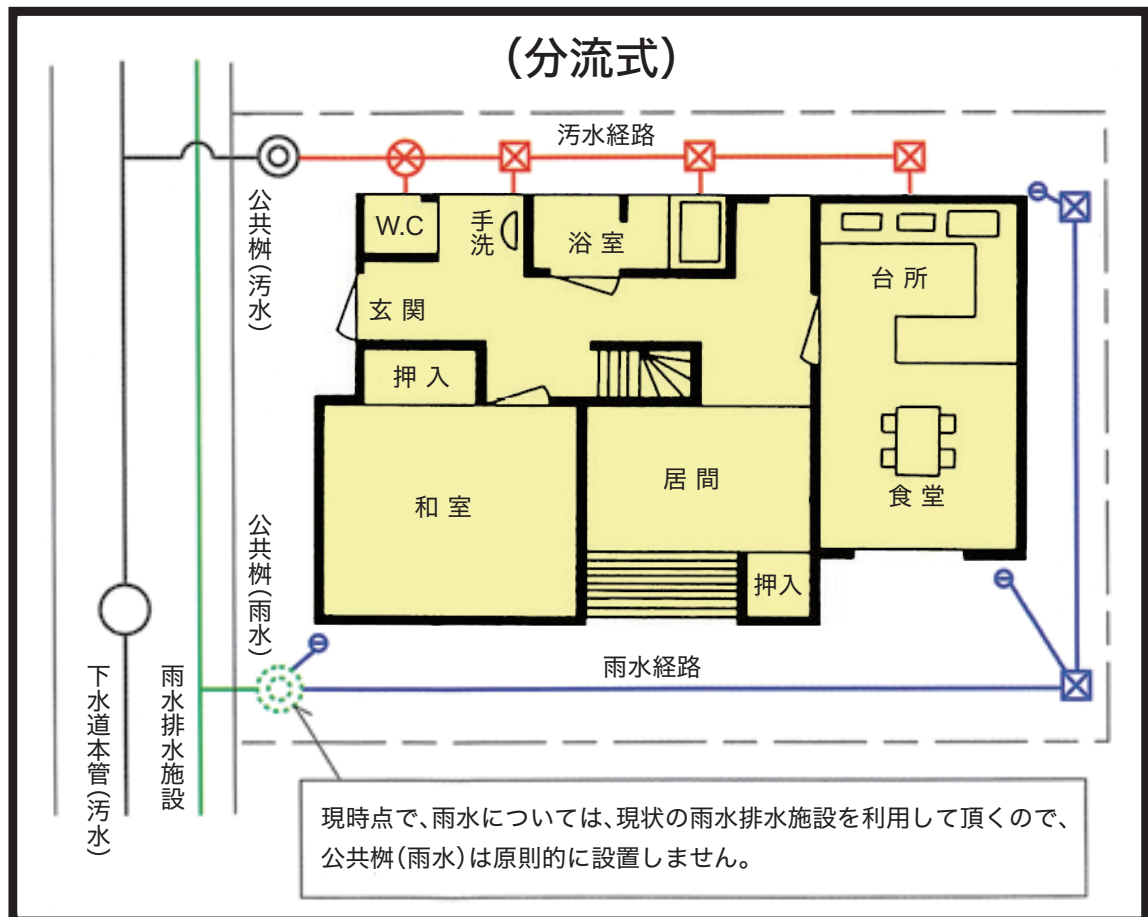 (分流式)
汚水経路
公共桝(汚水)
W.C
手洗
浴室
台所
玄関
押入
和室
居間
食堂
押入
公共桝(雨水)
雨水経路
下水道本管(汚水)
雨水排水施設
現時点で、雨水については、現状の雨水排水施設を利用して頂くので、
公共桝(雨水)は原則的に設置しません。